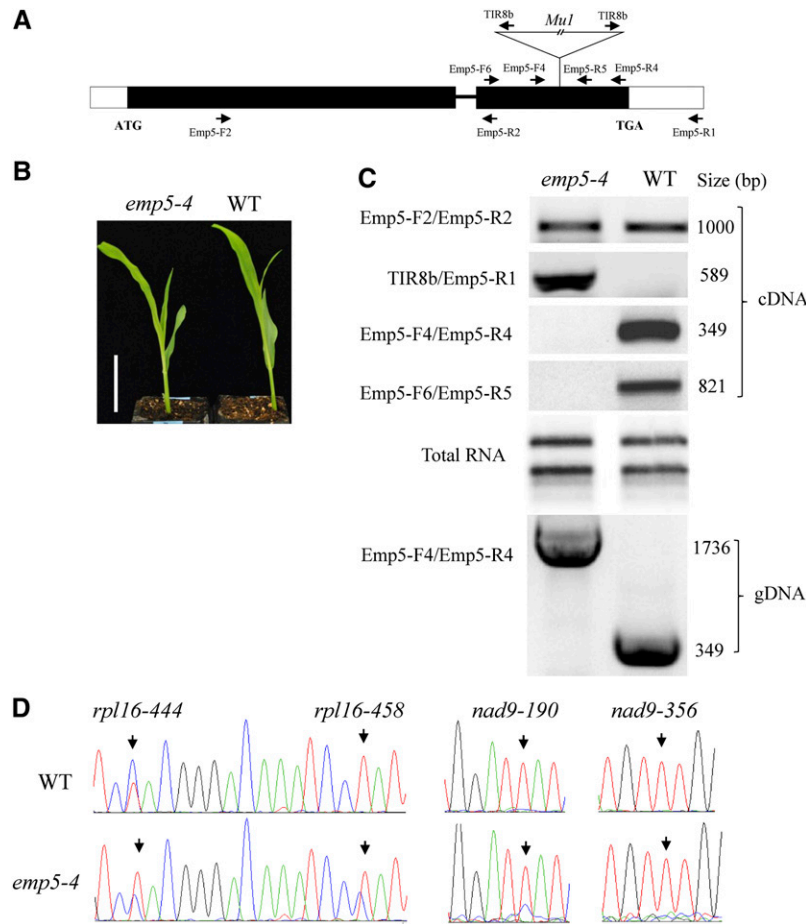 A
TIR8b Mu1 TIR8b
Emp5-F6 Emp5-F4 Emp5-R5 Emp5-R4
ATG Emp5-F2 Emp5-R2 TGA Emp5-R1
B
emp5-4 WT
C
emp5-4 WT Size (bp)
Emp5-F2/Emp5-R2 1000
TIR8b/Emp5-R1 589
cDNA
Emp5-F4/Emp5-R4 349
Emp5-F6/Emp5-R5 821
Total RNA
Emp5-F4/Emp5-R4 1736
gDNA
349
D
rpl16-444 rpl16-458 nad9-190 nad9-356
WT
emp5-4